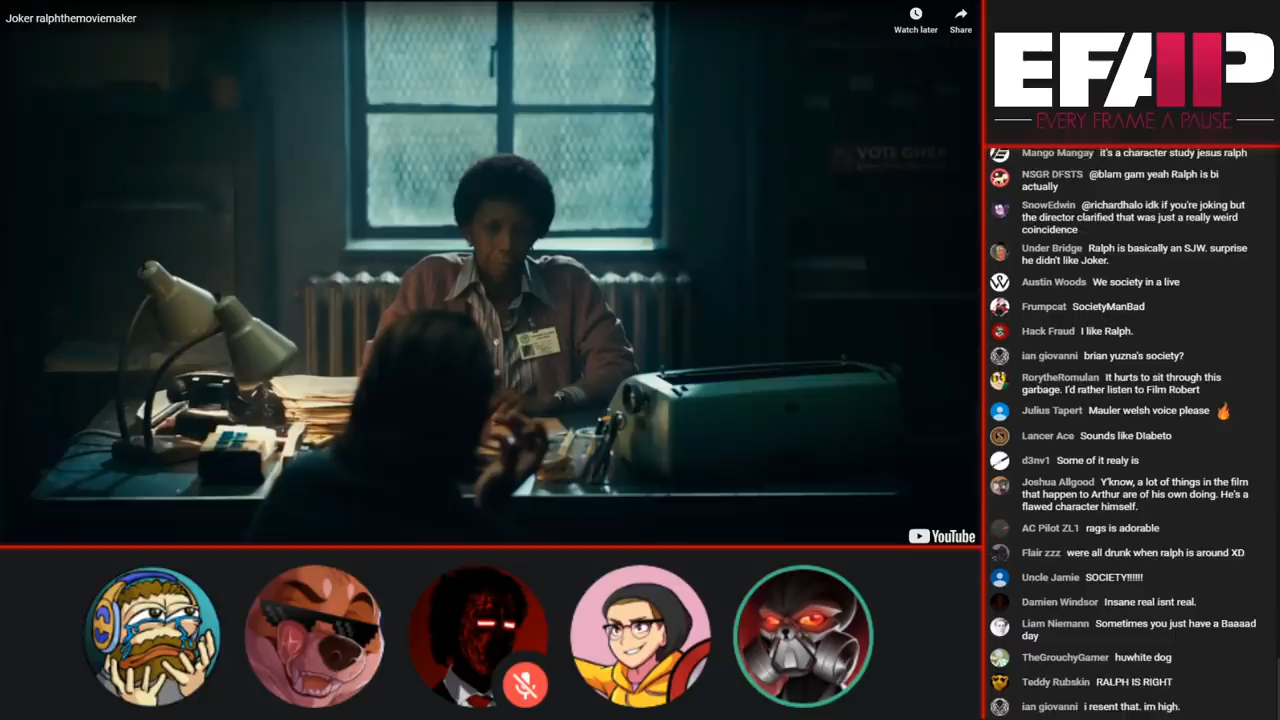 Joker ralphthemoviemaker
Watch later
Share
VOTE
YouTube
EFAP
EVERY FRAME A PAUSE
Mango Mangay it's a character study jesus ralph
NSGR DFSTS @blam gam yeah Ralph is bi
actually
SnowEdwin @richardhalo idk if you're joking but
the director clarified that was just a really weird
coincidence
Under Bridge Ralph is basically an SJW. surprise
he didn't like Joker.
Austin Woods We society in a live
Frumpcat SocietyManBad
Hack Fraud I like Ralph.
ian giovanni brian yuzna's society?
RorytheRomulan It hurts to sit through this
garbage. I'd rather listen to Film Robert
Julius Tapert Mauler welsh voice please
Lancer Ace Sounds like DIabeto
d3nv1 Some of it realy is
Joshua Allgood Y'know, a lot of things in the film
that happen to Arthur are of his own doing. He's a
flawed character himself.
AC Pilot ZL1 rags is adorable
Flair zzz were all drunk when ralph is around XD
Uncle Jamie SOCIETY!!!!!!
Damien Windsor Insane real isnt real.
Liam Niemann Sometimes you just have a Baaaad
day
TheGrouchyGamer huwhite dog
Teddy Rubskin RALPH IS RIGHT
ian giovanni i resent that. im high.